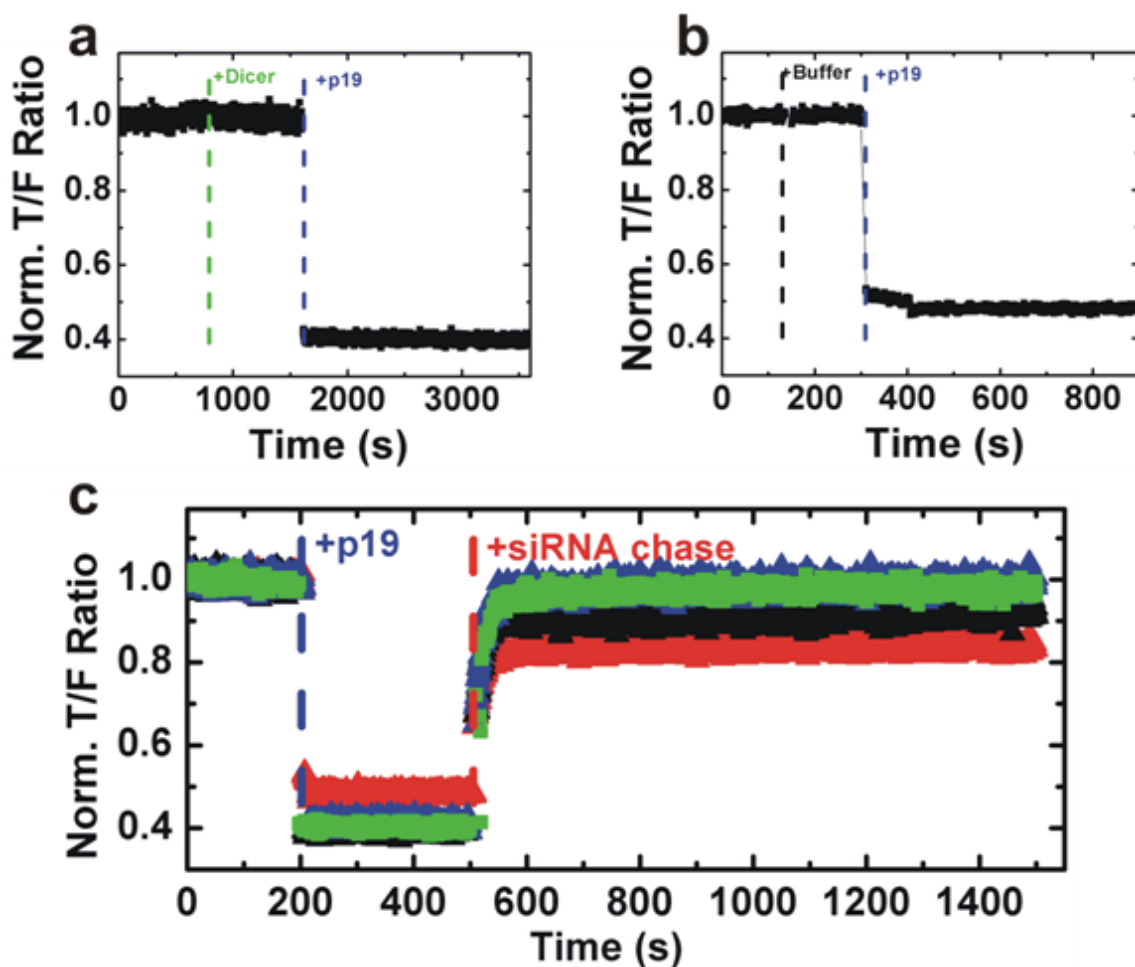 a
+Dicer
+p19
Norm. T/F Ratio
1.0
0.8
0.6
0.4
0 1000 2000 3000
Time (s)
b
+Buffer
+p19
Norm. T/F Ratio
1.0
0.8
0.6
0.4
0 200 400 600 800
Time (s)
c
+p19 +siRNA chase
Norm. T/F Ratio
1.0
0.8
0.6
0.4
0 200 400 600 800 1000 1200 1400
Time (s)